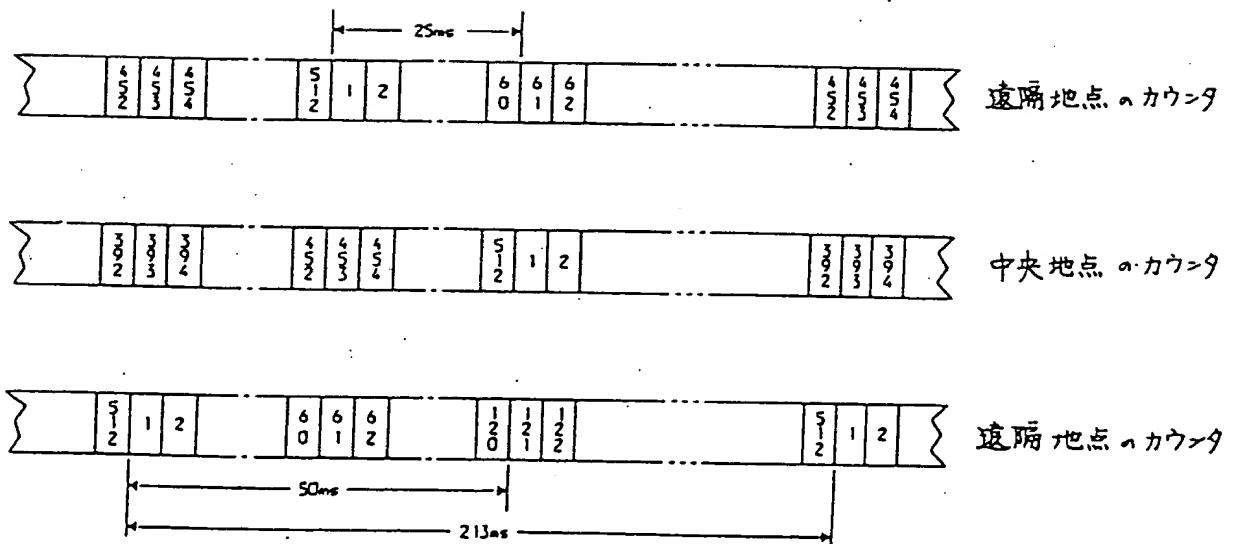 25ms
452 453 454 512 1 2 60 61 62 452 453 454 遠隔地点のカウンタ
392 393 394 452 453 454 512 1 2 392 393 394 中央地点のカウンタ
512 1 2 60 61 62 120 121 122 512 1 2 遠隔地点のカウンタ
50ms
213ms